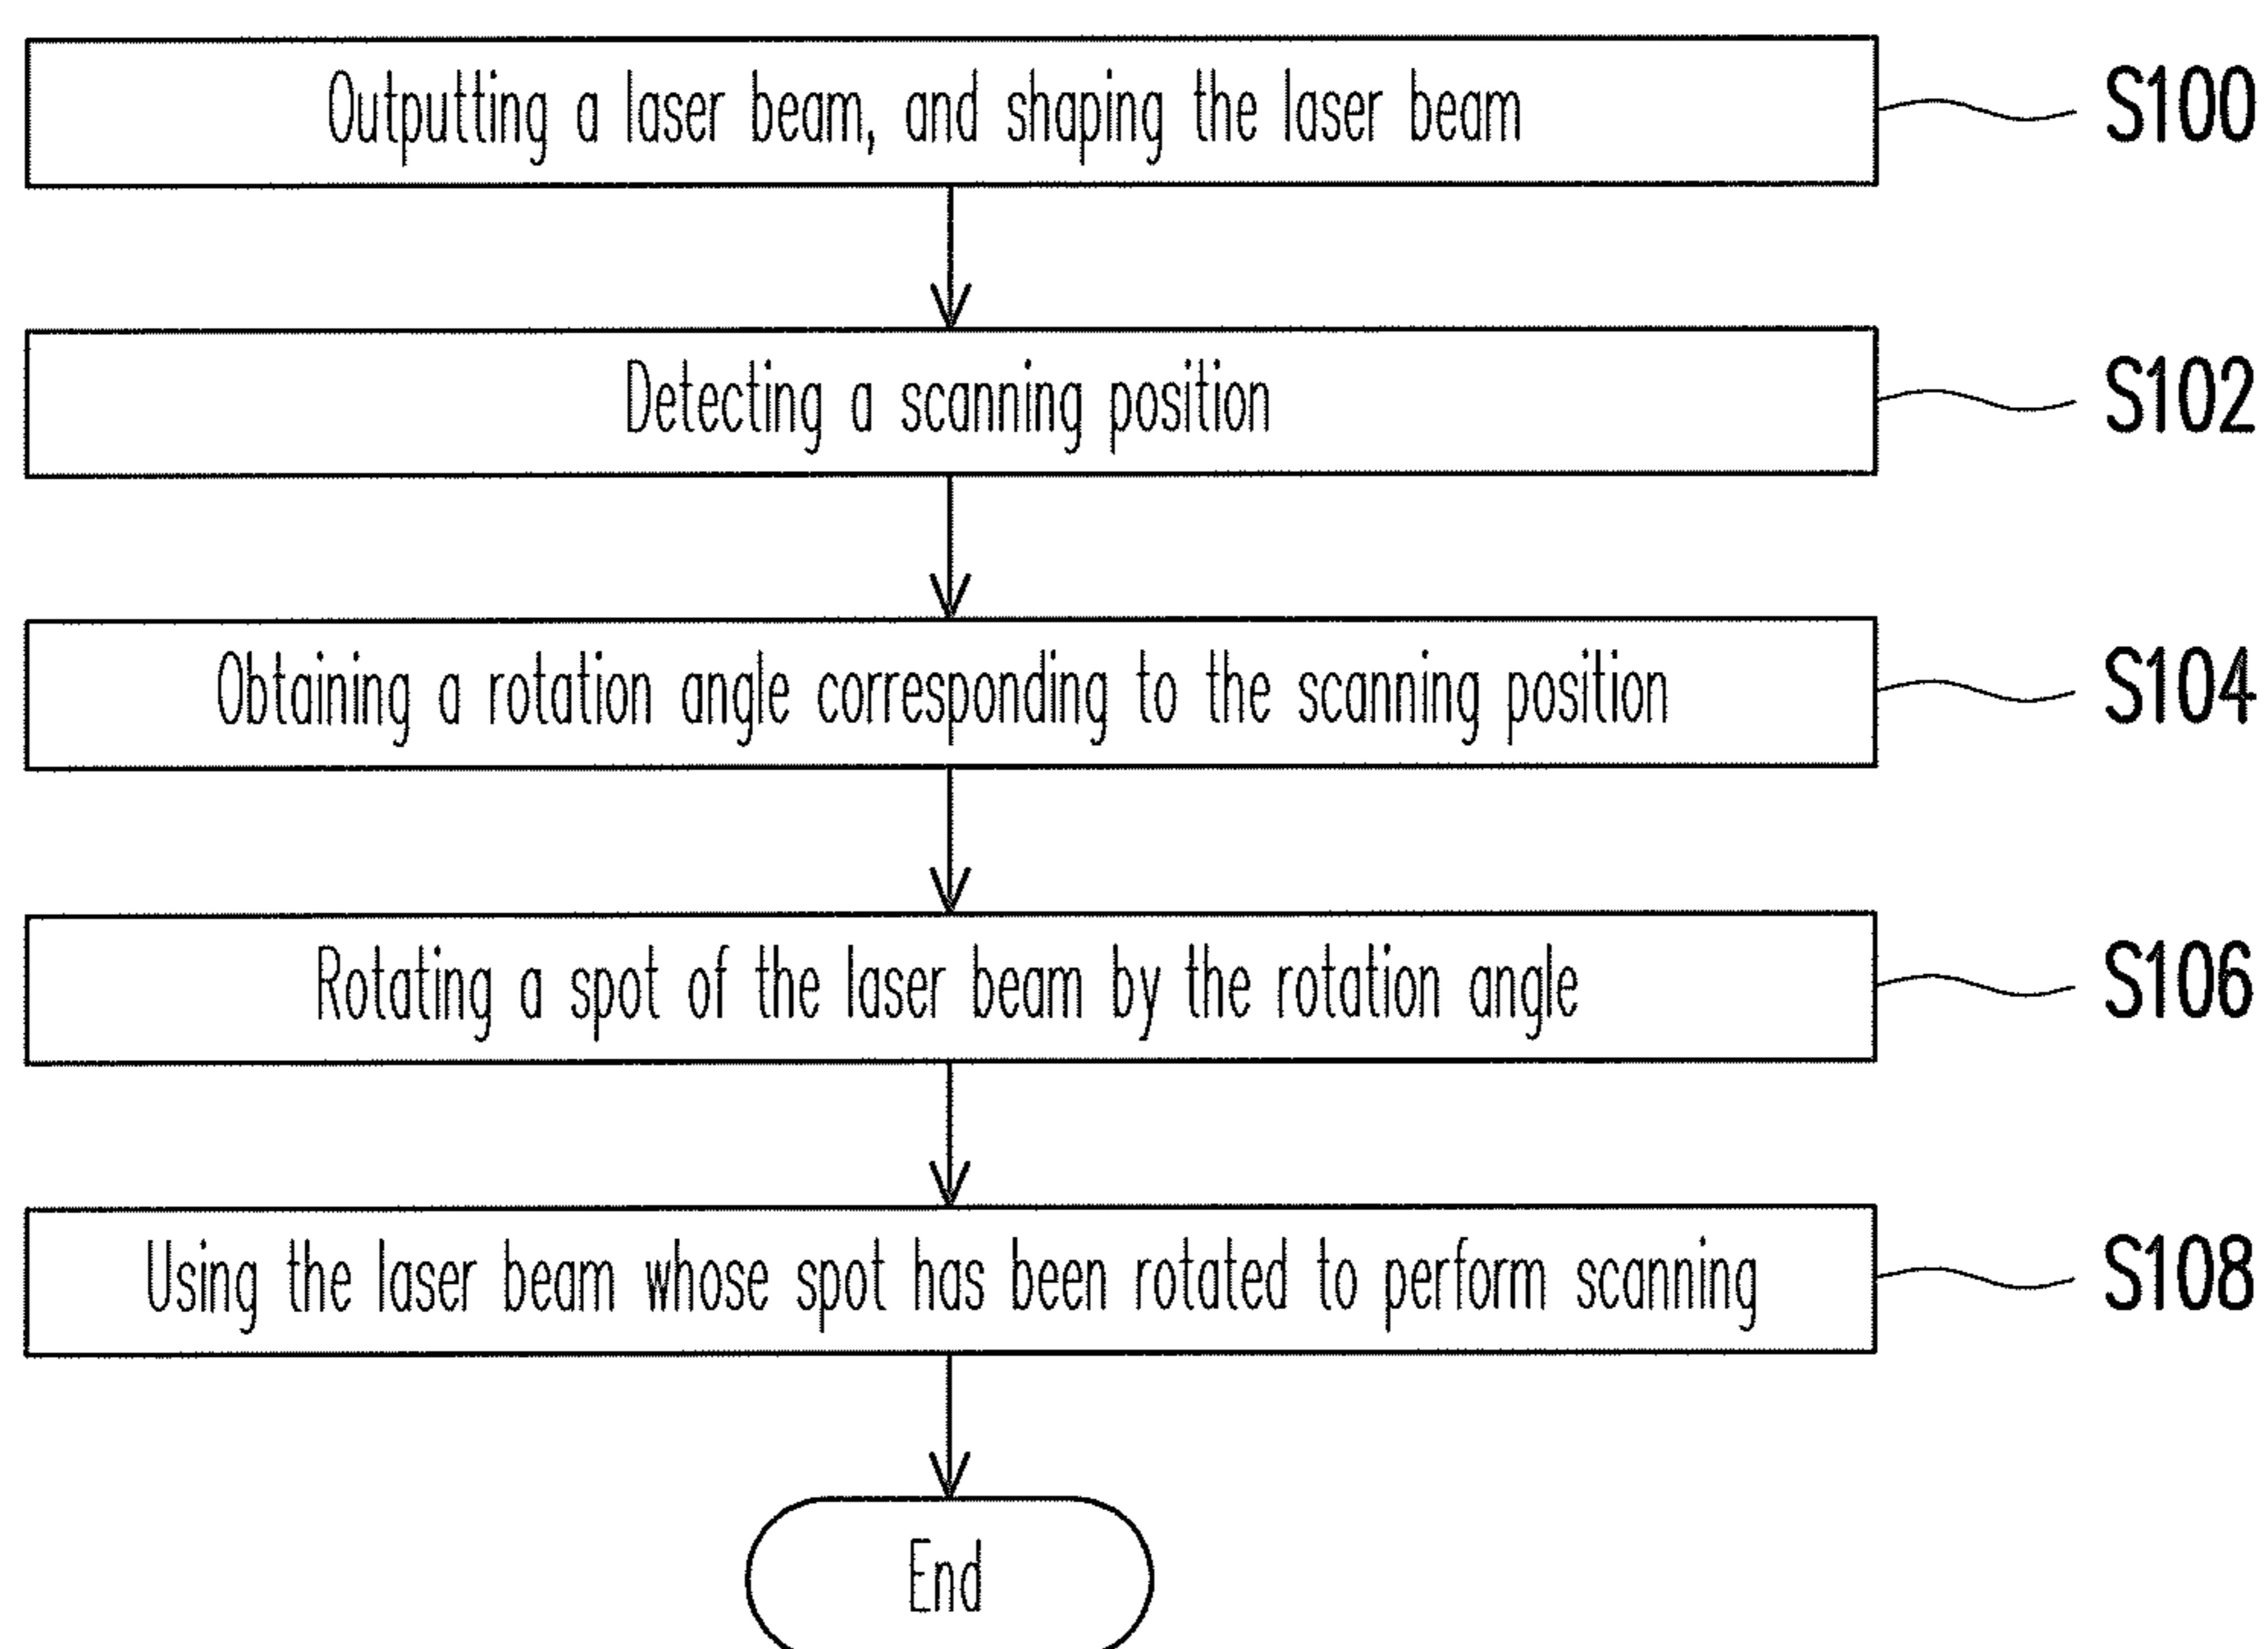 Outputting a laser beam, and shaping the laser beam
S100
Detecting a scanning position
S102
Obtaining a rotation angle corresponding to the scanning position
S104
Rotating a spot of the laser beam by the rotation angle
S106
Using the laser beam whose spot has been rotated to perform scanning
S108
End